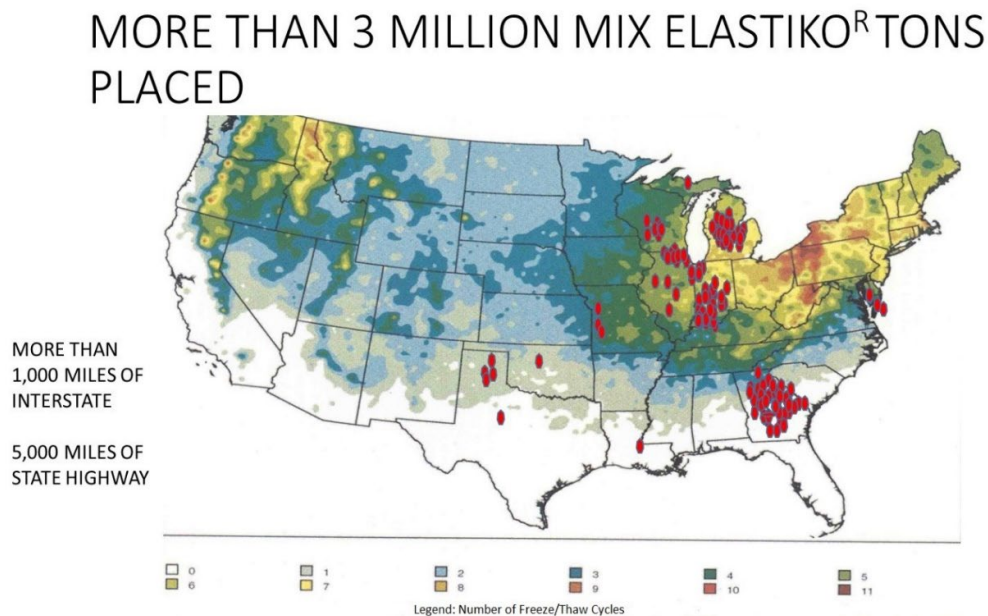 MORE THAN 3 MILLION MIX ELASTIKOᴿ TONS
PLACED
MORE THAN
1,000 MILES OF
INTERSTATE
5,000 MILES OF
STATE HIGHWAY
0 1 2 3 4 5
6 7 8 9 10 11
Legend: Number of Freeze/Thaw Cycles